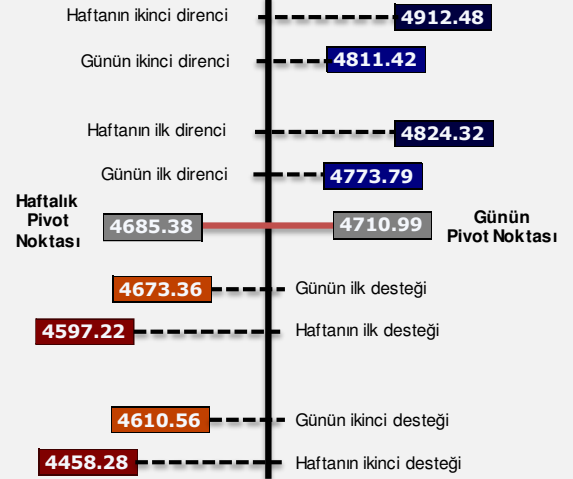 Haftanın ikinci direnci 4912.48
Günün ikinci direnci 4811.42
Haftanın ilk direnci 4824.32
Günün ilk direnci 4773.79
Haftalık
Pivot
Noktası
4685.38 4710.99
Günün
Pivot Noktası
4673.36 Günün ilk desteği
4597.22 Haftanın ilk desteği
4610.56 Günün ikinci desteği
4458.28 Haftanın ikinci desteği